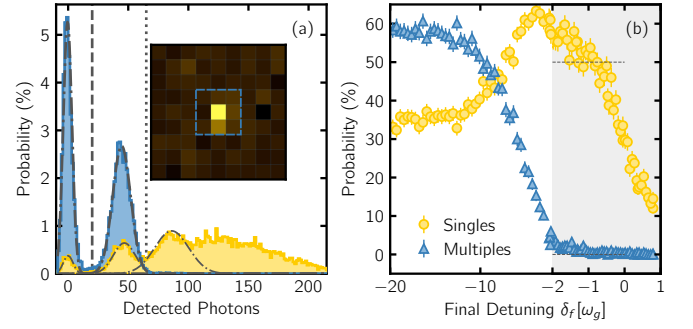 (a)
Probability (%)
5
4
3
2
1
0
0 50 100 150 200
Detected Photons
(b)
Probability (%)
60
50
40
30
20
10
0
Singles
Multiples
-20 -10 -2 -1 0 1
Final Detuning δ_f[ω_g]